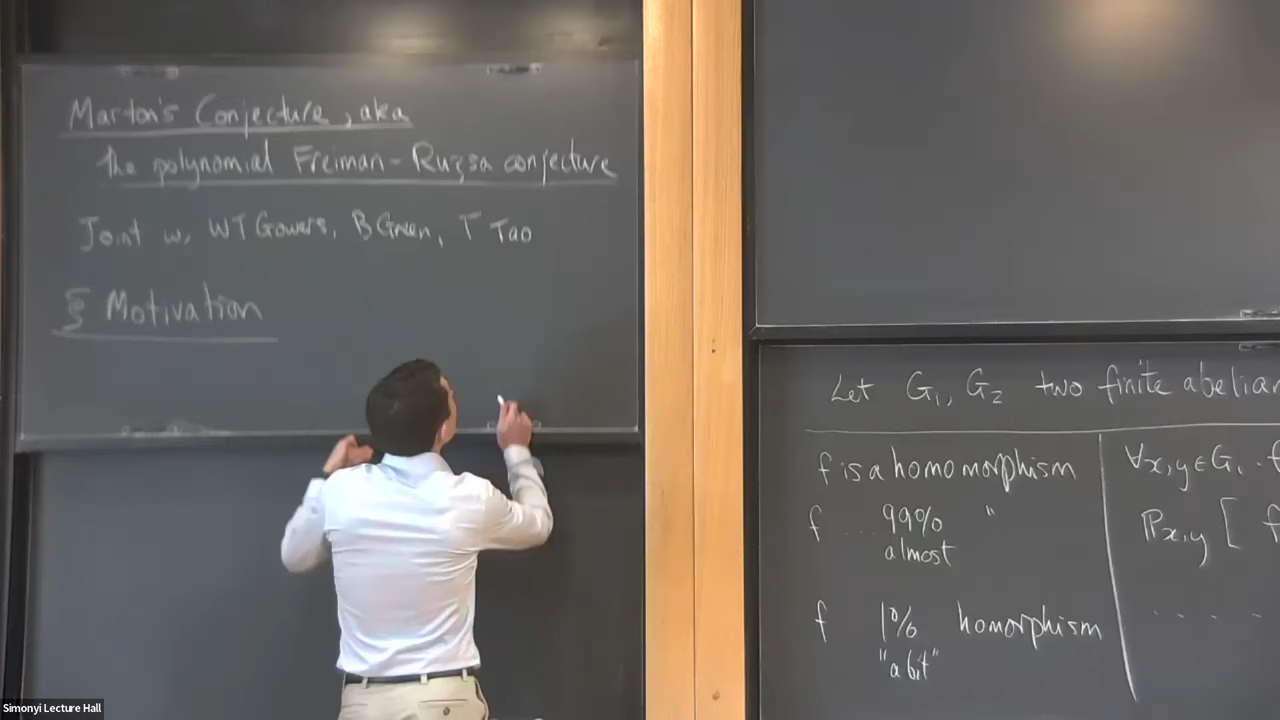 Marton's Conjecture, aka
the polynomial Freiman-Ruzsa conjecture
Joint w, WT Gowers, B Green, T Tao
§ Motivation
Let G₁, G₂ two finite abelian
f is a homomorphism
∀x,y∈G₁. f
f ... 99% "
almost
ℙx,y [ f
f 1% homorphism
"a bit"
. . . .
Simonyi Lecture Hall